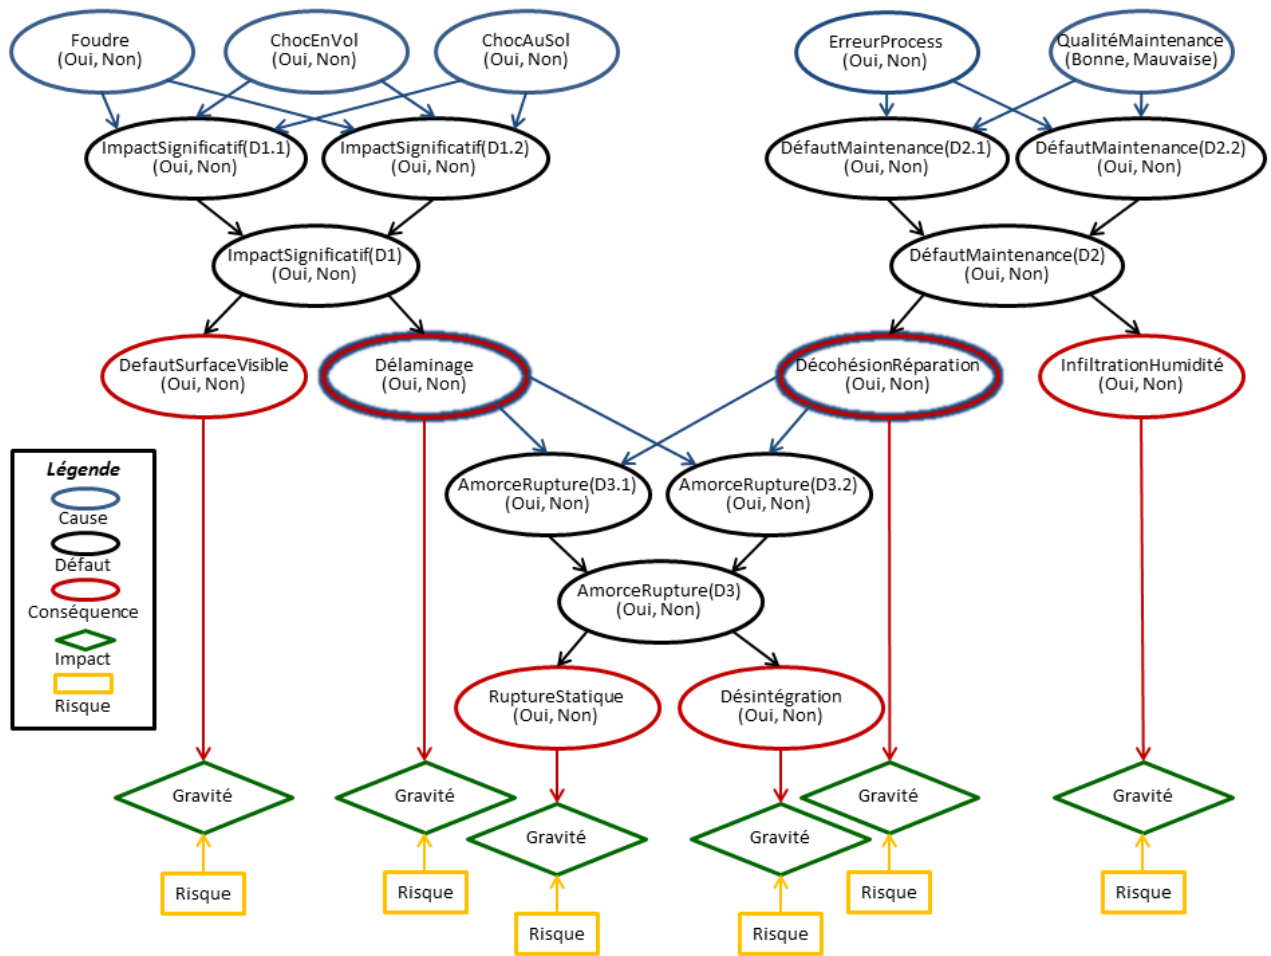 Foudre
(Oui, Non)
ChocEnVol
(Oui, Non)
ChocAuSol
(Oui, Non)
ErreurProcess
(Oui, Non)
QualitéMaintenance
(Bonne, Mauvaise)
ImpactSignificatif(D1.1)
(Oui, Non)
ImpactSignificatif(D1.2)
(Oui, Non)
DéfautMaintenance(D2.1)
(Oui, Non)
DéfautMaintenance(D2.2)
(Oui, Non)
ImpactSignificatif(D1)
(Oui, Non)
DéfautMaintenance(D2)
(Oui, Non)
DefautSurfaceVisible
(Oui, Non)
Délaminage
(Oui, Non)
DécohésionRéparation
(Oui, Non)
InfiltrationHumidité
(Oui, Non)
Légende
Cause
Défaut
Conséquence
Impact
Risque
AmorceRupture(D3.1)
(Oui, Non)
AmorceRupture(D3.2)
(Oui, Non)
AmorceRupture(D3)
(Oui, Non)
RuptureStatique
(Oui, Non)
Désintégration
(Oui, Non)
Gravité
Gravité
Gravité
Gravité
Gravité
Gravité
Risque
Risque
Risque
Risque
Risque
Risque